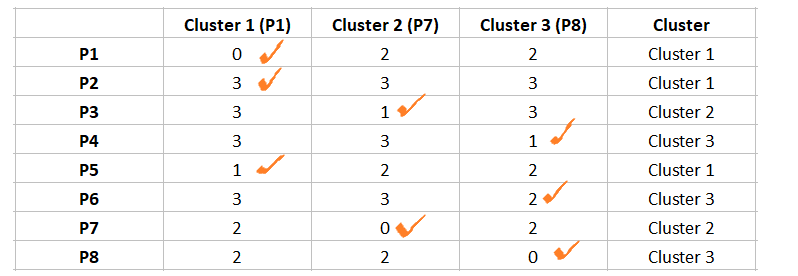 Cluster 1 (P1) Cluster 2 (P7) Cluster 3 (P8) Cluster
P1 0 2 2 Cluster 1
P2 3 3 3 Cluster 1
P3 3 1 3 Cluster 2
P4 3 3 1 Cluster 3
P5 1 2 2 Cluster 1
P6 3 3 2 Cluster 3
P7 2 0 2 Cluster 2
P8 2 2 0 Cluster 3